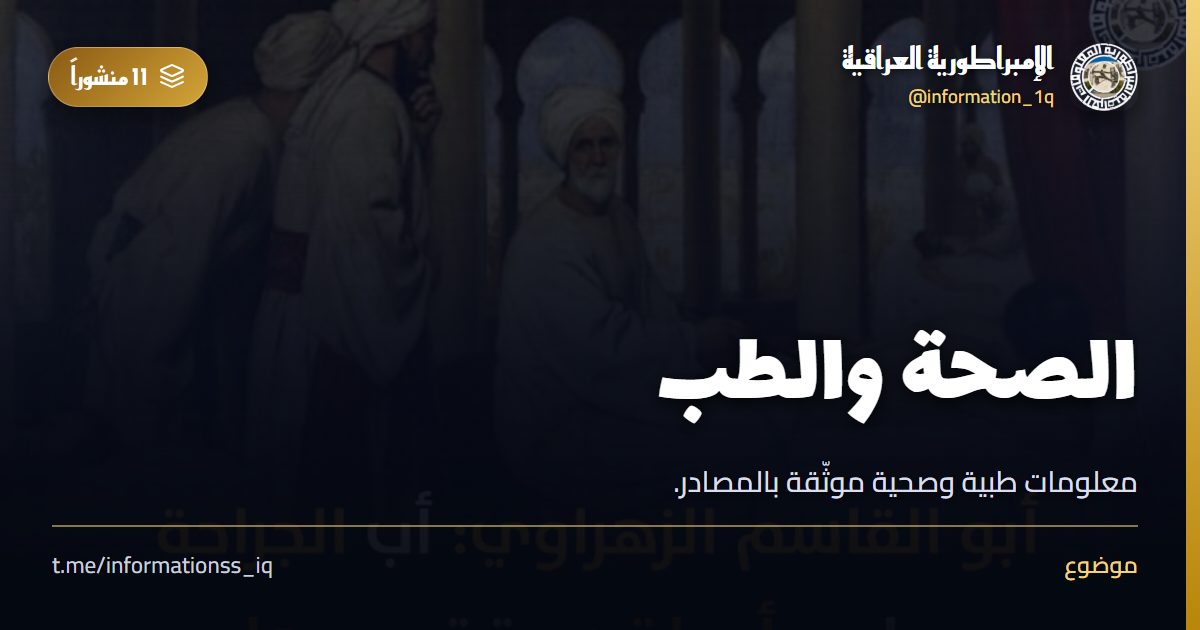 الإمبراطورية العراقية
@information_1q
11 منشوراً
الصحة والطب
معلومات طبية وصحية موثّقة بالمصادر.
أبو القاسم الزهراوي: أب الجراحة
موضوع
t.me/informationss_iq